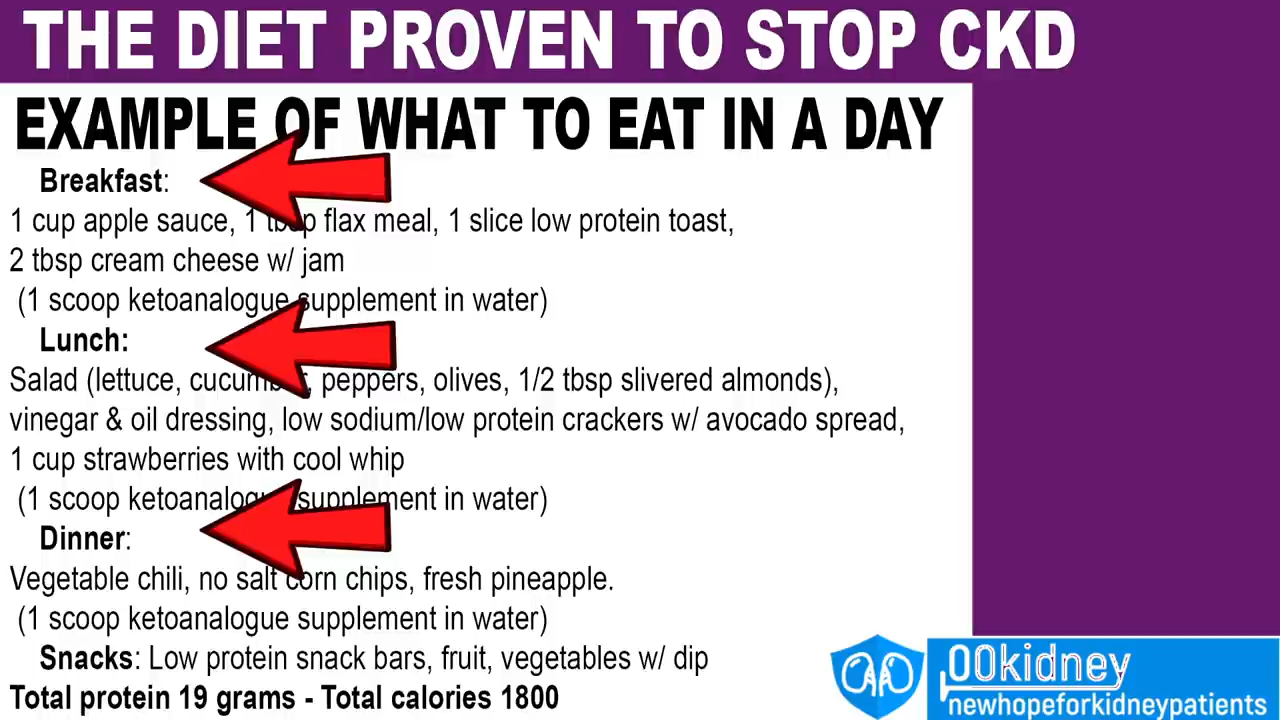 THE DIET PROVEN TO STOP CKD
EXAMPLE OF WHAT TO EAT IN A DAY
Breakfast:
1 cup apple sauce, 1 tbsp flax meal, 1 slice low protein toast,
2 tbsp cream cheese w/ jam
(1 scoop ketoanalogue supplement in water)
Lunch:
Salad (lettuce, cucumber, peppers, olives, 1/2 tbsp slivered almonds),
vinegar & oil dressing, low sodium/low protein crackers w/ avocado spread,
1 cup strawberries with cool whip
(1 scoop ketoanalogue supplement in water)
Dinner:
Vegetable chili, no salt corn chips, fresh pineapple.
(1 scoop ketoanalogue supplement in water)
Snacks: Low protein snack bars, fruit, vegetables w/ dip
Total protein 19 grams - Total calories 1800
00kidney
newhopeforkidneypatients